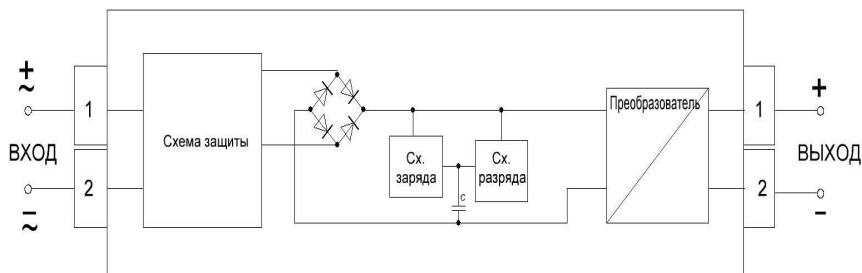 +
~
1
ВХОД
2
–
~
Схема защиты
Сх.
заряда
Сх.
разряда
с
Преобразователь
1
+
ВЫХОД
2
–